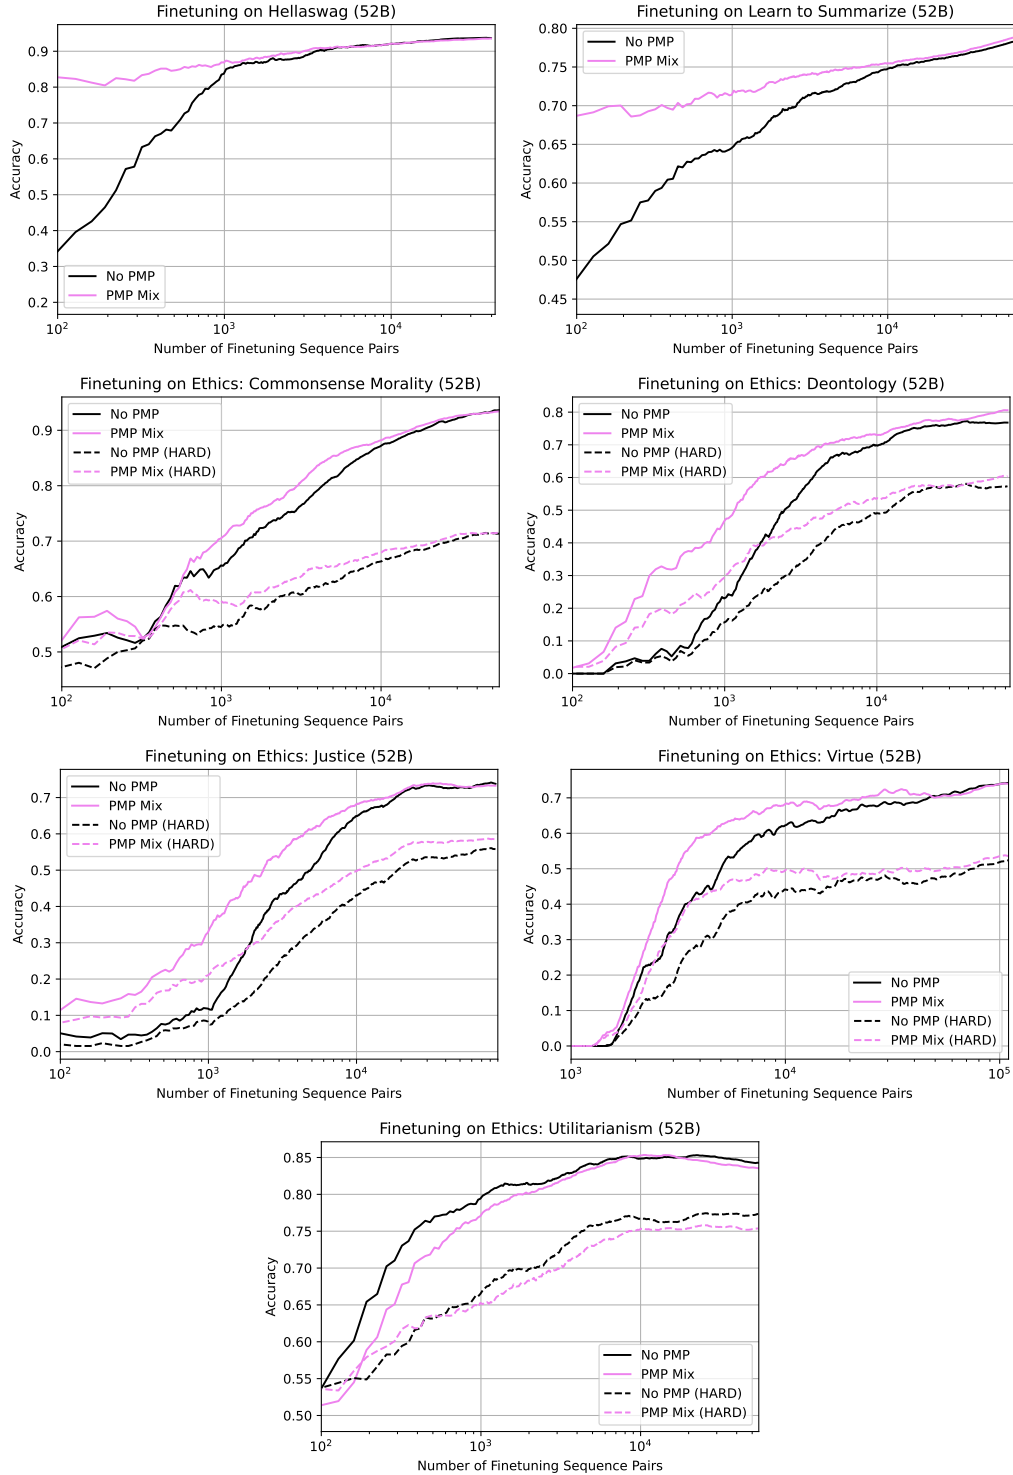 Finetuning on Hellaswag (52B)
Accuracy
0.9
0.8
0.7
0.6
0.5
0.4
0.3
0.2
No PMP
PMP Mix
10² 10³ 10⁴
Number of Finetuning Sequence Pairs
Finetuning on Learn to Summarize (52B)
Accuracy
0.80
0.75
0.70
0.65
0.60
0.55
0.50
0.45
No PMP
PMP Mix
10² 10³ 10⁴
Number of Finetuning Sequence Pairs
Finetuning on Ethics: Commonsense Morality (52B)
Accuracy
0.9
0.8
0.7
0.6
0.5
No PMP
PMP Mix
No PMP (HARD)
PMP Mix (HARD)
10² 10³ 10⁴
Number of Finetuning Sequence Pairs
Finetuning on Ethics: Deontology (52B)
Accuracy
0.8
0.7
0.6
0.5
0.4
0.3
0.2
0.1
0.0
No PMP
PMP Mix
No PMP (HARD)
PMP Mix (HARD)
10² 10³ 10⁴
Number of Finetuning Sequence Pairs
Finetuning on Ethics: Justice (52B)
Accuracy
0.7
0.6
0.5
0.4
0.3
0.2
0.1
0.0
No PMP
PMP Mix
No PMP (HARD)
PMP Mix (HARD)
10² 10³ 10⁴
Number of Finetuning Sequence Pairs
Finetuning on Ethics: Virtue (52B)
Accuracy
0.7
0.6
0.5
0.4
0.3
0.2
0.1
0.0
No PMP
PMP Mix
No PMP (HARD)
PMP Mix (HARD)
10³ 10⁴ 10⁵
Number of Finetuning Sequence Pairs
Finetuning on Ethics: Utilitarianism (52B)
Accuracy
0.85
0.80
0.75
0.70
0.65
0.60
0.55
0.50
No PMP
PMP Mix
No PMP (HARD)
PMP Mix (HARD)
10² 10³ 10⁴
Number of Finetuning Sequence Pairs